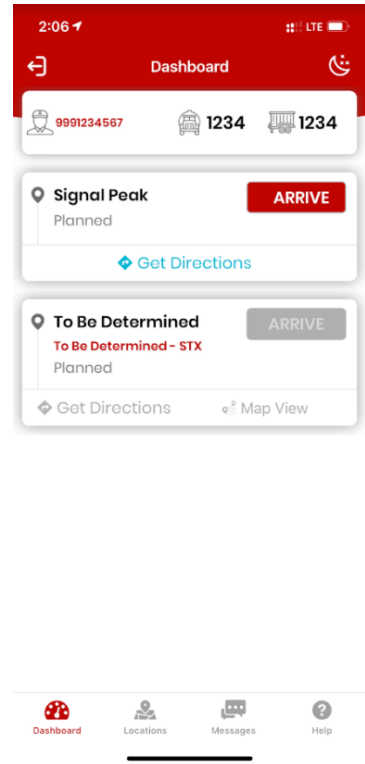 2:06
LTE
Dashboard
9991234567
1234
1234
Signal Peak
ARRIVE
Planned
Get Directions
To Be Determined
ARRIVE
To Be Determined - STX
Planned
Get Directions
Map View
Dashboard
Locations
Messages
Help